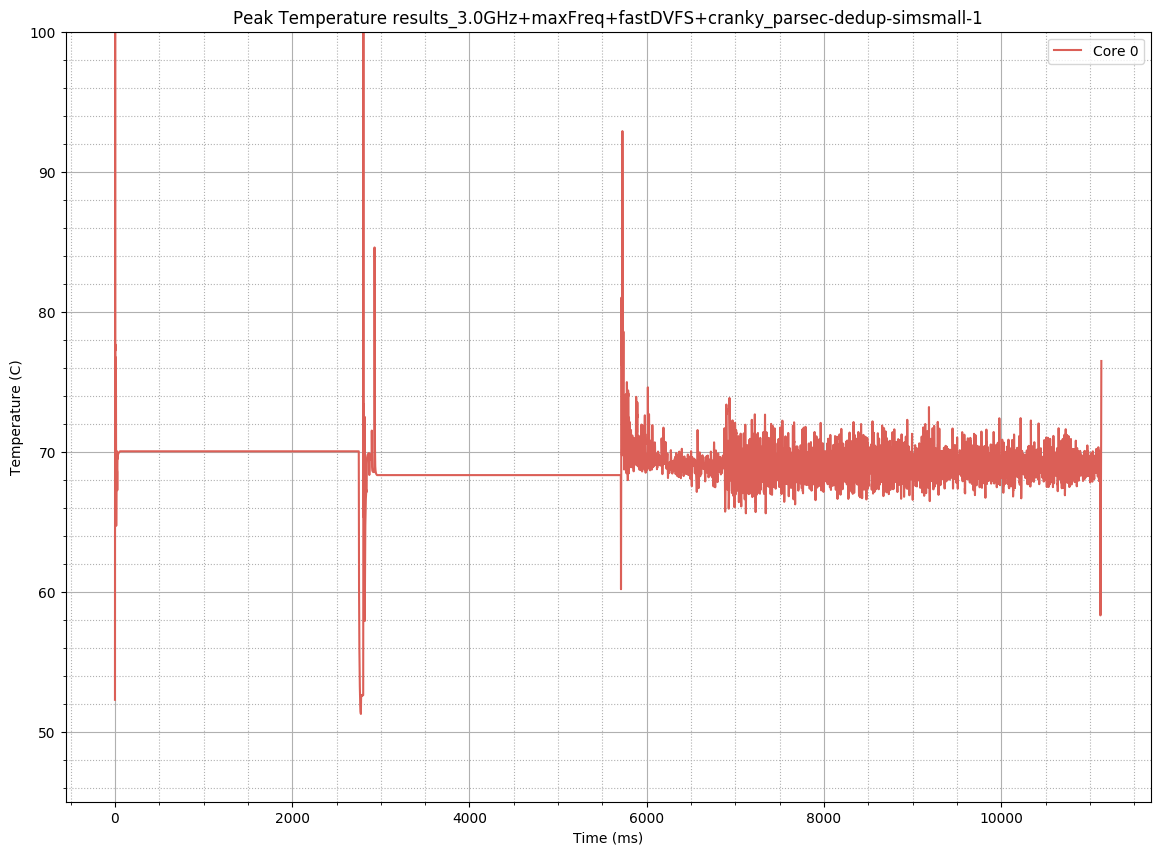 Peak Temperature results_3.0GHz+maxFreq+fastDVFS+cranky_parsec-dedup-simsmall-1
Core 0
100
90
80
70
60
50
Temperature (C)
0 2000 4000 6000 8000 10000
Time (ms)